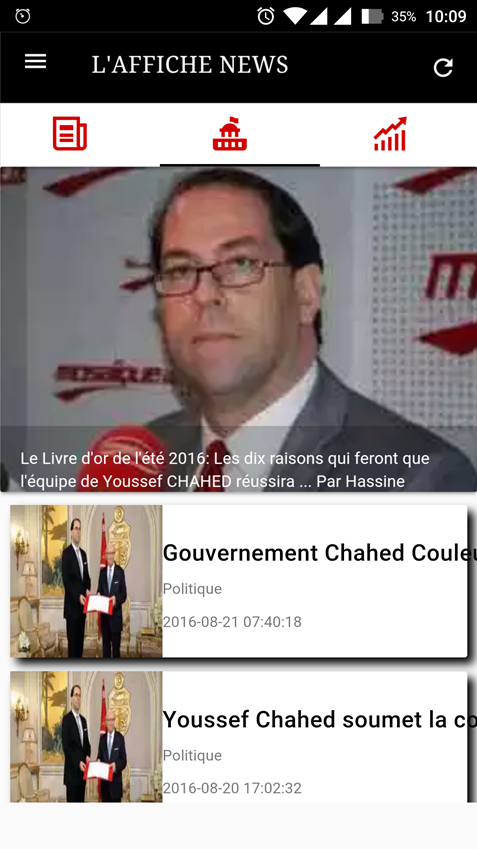 35% 10:09
L'AFFICHE NEWS
mosaïque
Le Livre d'or de l'été 2016: Les dix raisons qui feront que
l'équipe de Youssef CHAHED réussira ... Par Hassine
Gouvernement Chahed Couleu
Politique
2016-08-21 07:40:18
Youssef Chahed soumet la co
Politique
2016-08-20 17:02:32